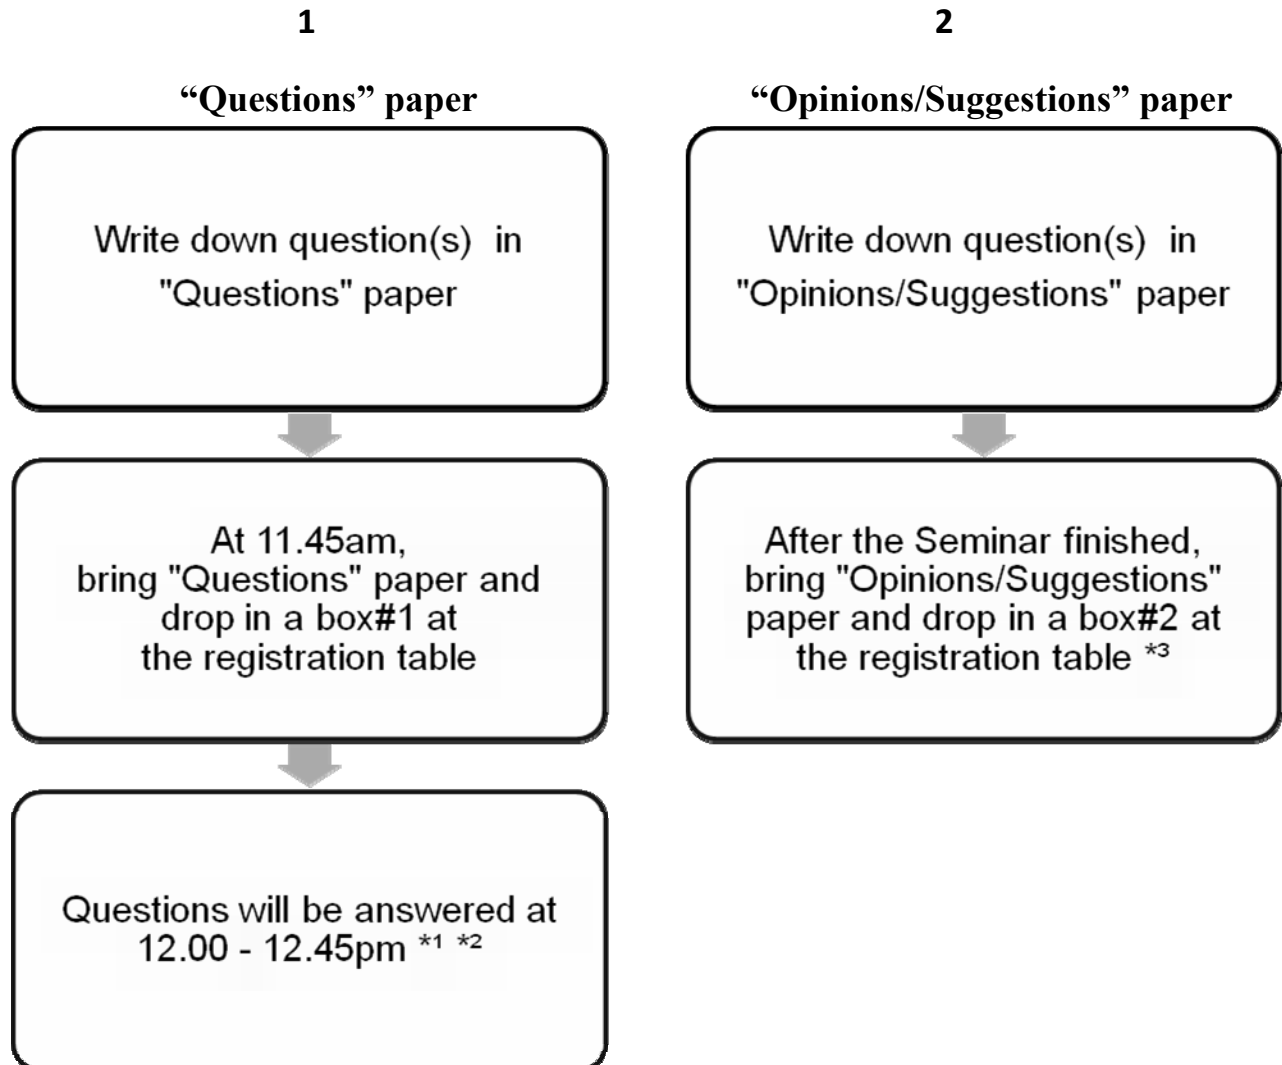 1
“Questions” paper
Write down question(s) in
"Questions" paper
At 11.45am,
bring "Questions" paper and
drop in a box#1 at
the registration table
Questions will be answered at
12.00 - 12.45pm *1 *2
2
“Opinions/Suggestions” paper
Write down question(s) in
"Opinions/Suggestions" paper
After the Seminar finished,
bring "Opinions/Suggestions"
paper and drop in a box#2 at
the registration table *3